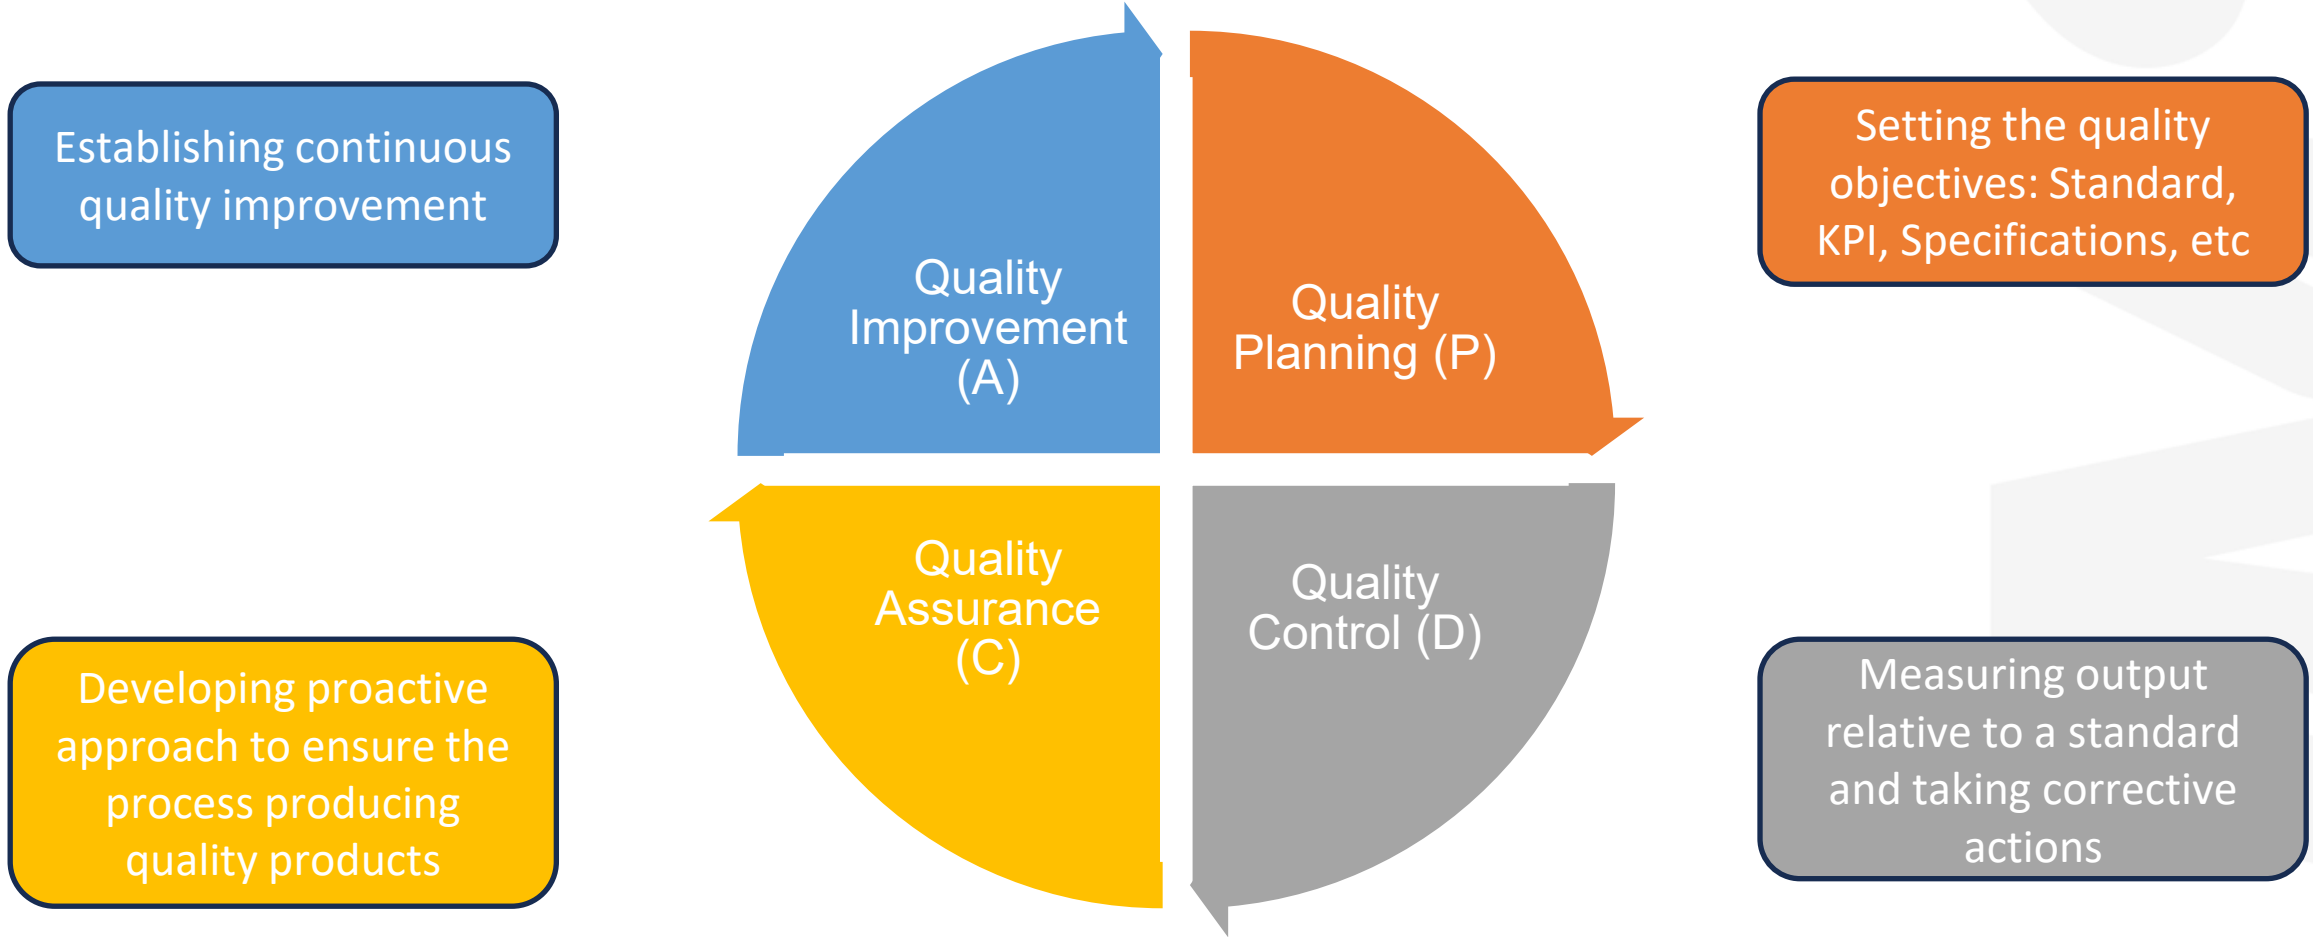 Establishing continuous
quality improvement
Quality
Improvement
(A)
Quality
Planning (P)
Setting the quality
objectives: Standard,
KPI, Specifications, etc
Developing proactive
approach to ensure the
process producing
quality products
Quality
Assurance
(C)
Quality
Control (D)
Measuring output
relative to a standard
and taking corrective
actions